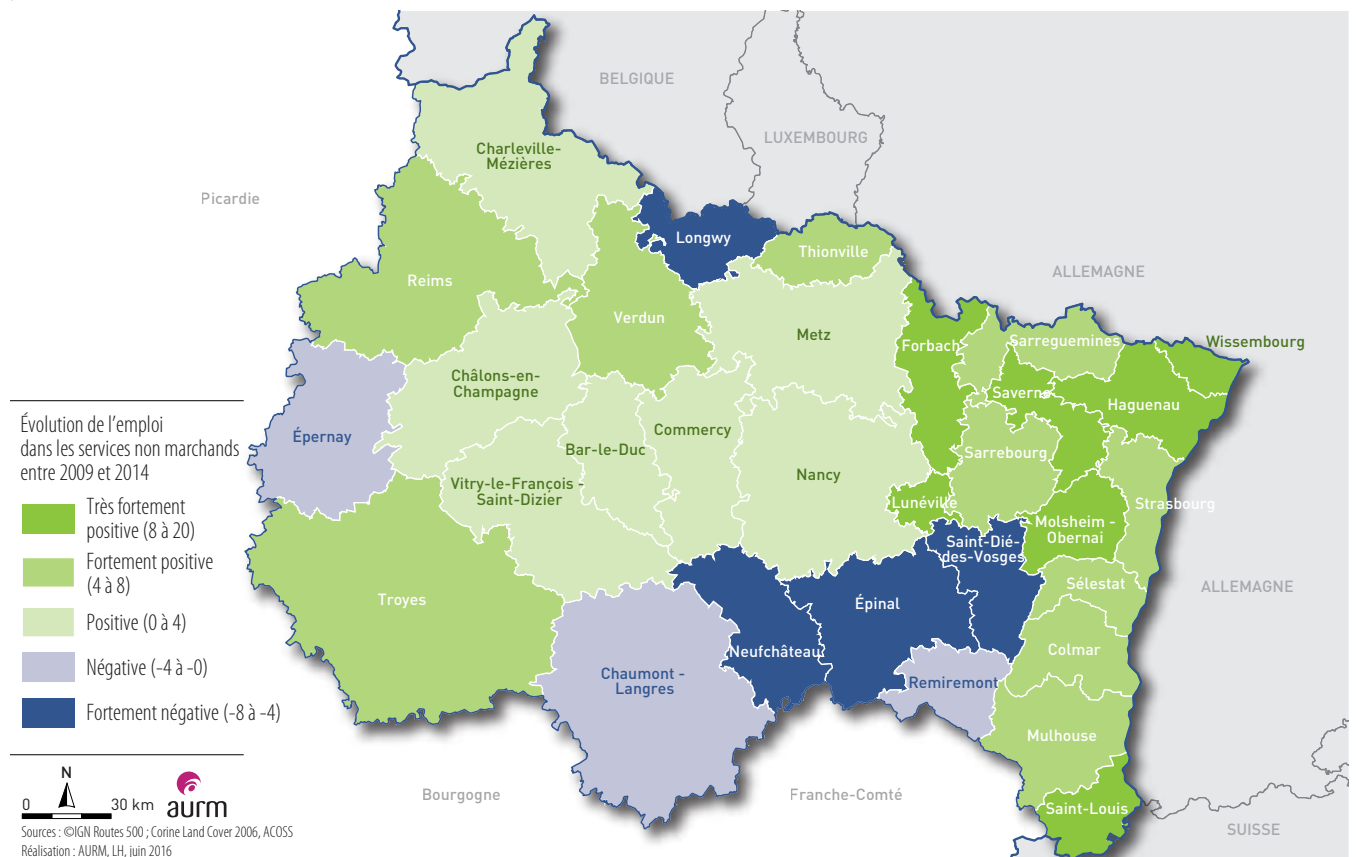 BELGIQUE
LUXEMBOURG
Charleville-
Mézières
Picardie
Longwy
Thionville
ALLEMAGNE
Reims
Verdun
Metz
Forbach
Sarreguemines
Wissembourg
Châlons-en-
Champagne
Saverne
Haguenau
Épernay
Bar-le-Duc
Commercy
Sarrebourg
Nancy
Vitry-le-François -
Saint-Dizier
Lunéville
Strasbourg
Molsheim -
Obernai
Saint-Dié-
des-Vosges
Sélestat
ALLEMAGNE
Troyes
Épinal
Neufchâteau
Colmar
Chaumont -
Langres
Remiremont
Mulhouse
Bourgogne
Franche-Comté
Saint-Louis
SUISSE
Évolution de l'emploi
dans les services non marchands
entre 2009 et 2014
Très fortement
positive (8 à 20)
Fortement positive
(4 à 8)
Positive (0 à 4)
Négative (-4 à -0)
Fortement négative (-8 à -4)
N
0 30 km
aurm
Sources : ©IGN Routes 500 ; Corine Land Cover 2006, ACOSS
Réalisation : AURM, LH, juin 2016